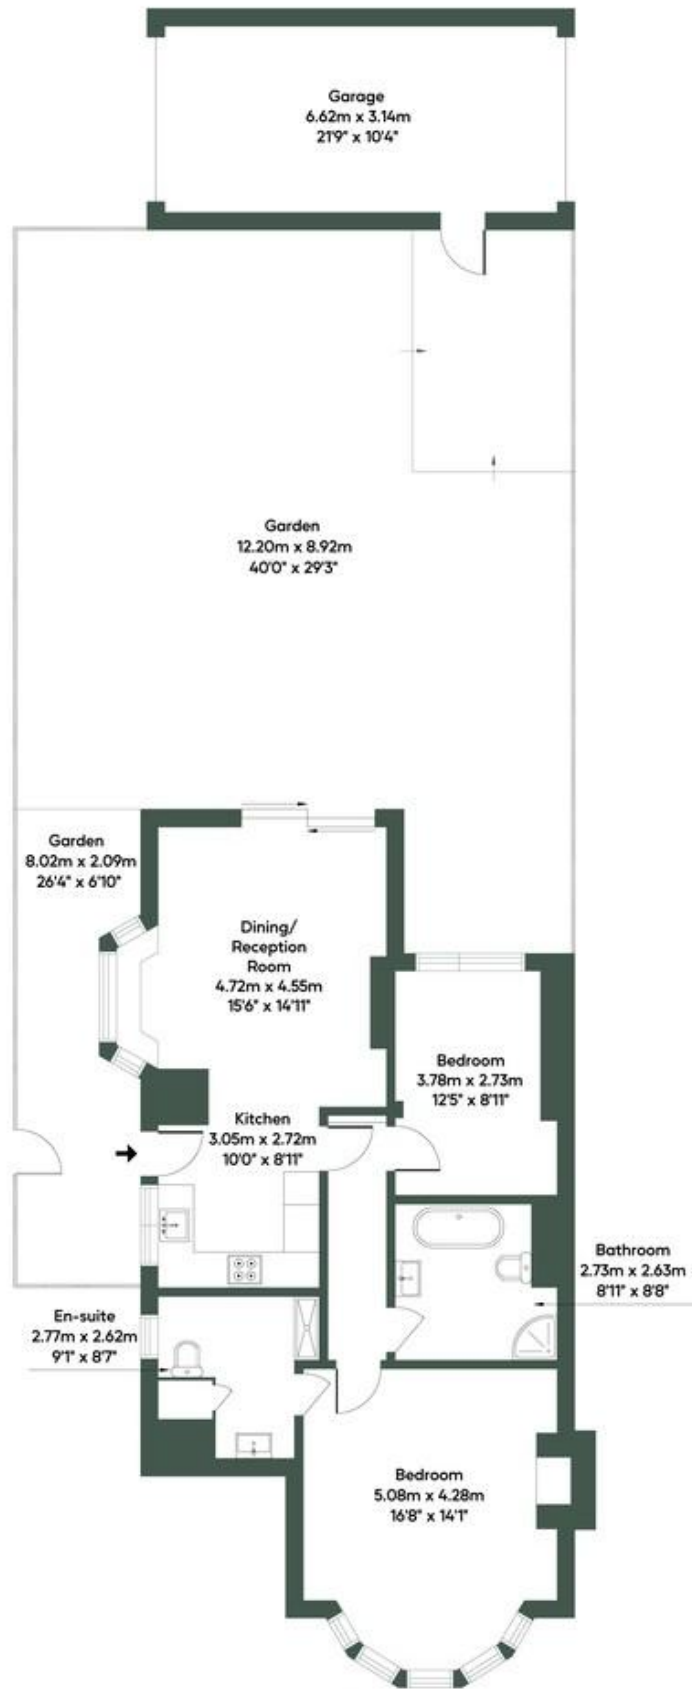 Garage
6.62m x 3.14m
21'9" x 10'4"
Garden
12.20m x 8.92m
40'0" x 29'3"
Garden
8.02m x 2.09m
26'4" x 6'10"
Dining/
Reception
Room
4.72m x 4.55m
15'6" x 14'11"
Bedroom
3.78m x 2.73m
12'5" x 8'11"
Kitchen
3.05m x 2.72m
10'0" x 8'11"
Bathroom
2.73m x 2.63m
8'11" x 8'8"
En-suite
2.77m x 2.62m
9'1" x 8'7"
Bedroom
5.08m x 4.28m
16'8" x 14'1"